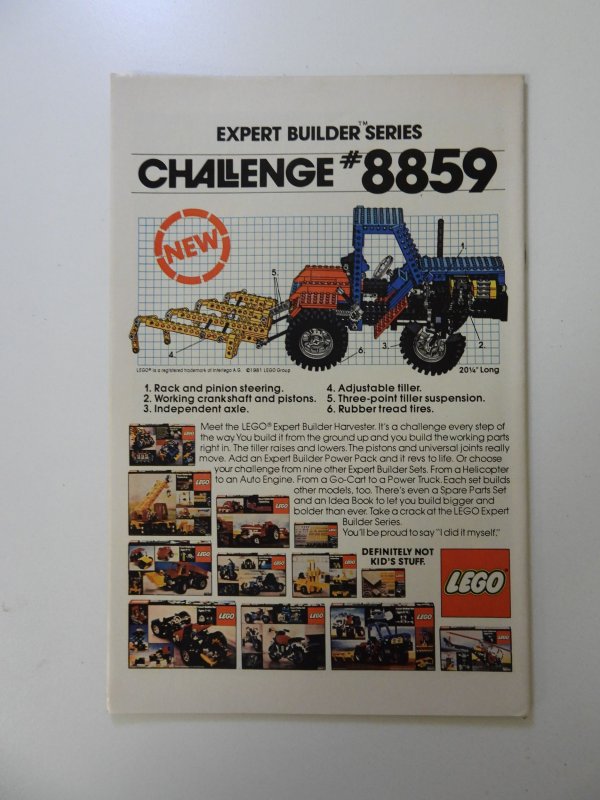 EXPERT BUILDER™ SERIES
CHALLENGE #8859
NEW
5.
1.
4.
6.
3.
2.
LEGO® is a registered trademark of Interlego A.G. ©1981 LEGO Group
20¼" Long
1. Rack and pinion steering.
2. Working crankshaft and pistons.
3. Independent axle.
4. Adjustable tiller.
5. Three-point tiller suspension.
6. Rubber tread tires.
Meet the LEGO® Expert Builder Harvester. It's a challenge every step of
the way. You build it from the ground up and you build the working parts
right in. The tiller raises and lowers. The pistons and universal joints really
move. Add an Expert Builder Power Pack and it revs to life. Or choose
your challenge from nine other Expert Builder Sets. From a Helicopter
to an Auto Engine. From a Go-Cart to a Power Truck. Each set builds
other models, too. There's even a Spare Parts Set
and an Idea Book to let you build bigger and
bolder than ever. Take a crack at the LEGO Expert
Builder Series.
You'll be proud to say "I did it myself."
DEFINITELY NOT
KID'S STUFF.
LEGO®